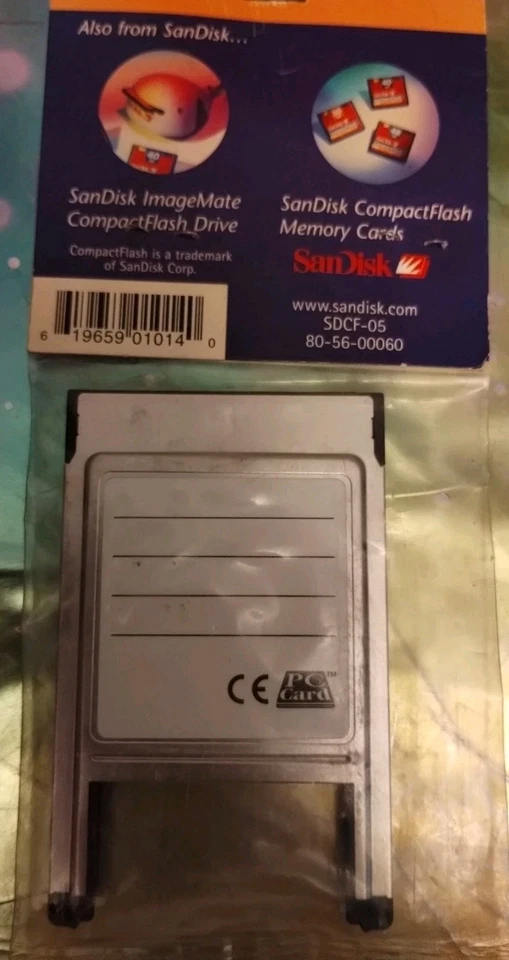 Also from SanDisk...
SanDisk ImageMate
CompactFlash Drive
CompactFlash is a trademark
of SanDisk Corp.
SanDisk CompactFlash
Memory Cards
SanDisk
www.sandisk.com
SDCF-05
80-56-00060
6 19659 01014 0
CE PC Card™